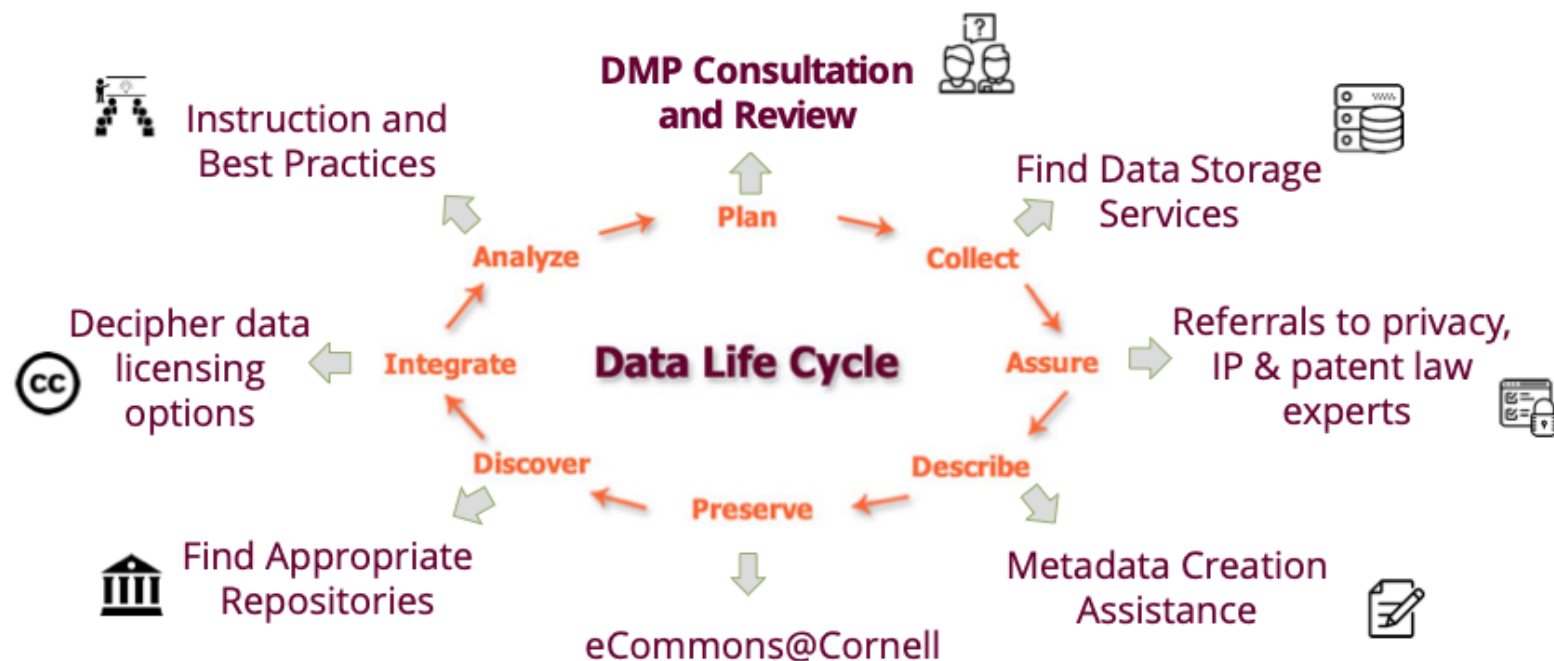 DMP Consultation
and Review
Instruction and
Best Practices
Find Data Storage
Services
Plan
Analyze
Collect
Decipher data
licensing
options
cc
Integrate
Data Life Cycle
Assure
Referrals to privacy,
IP & patent law
experts
Discover
Describe
Preserve
Find Appropriate
Repositories
Metadata Creation
Assistance
eCommons@Cornell
?